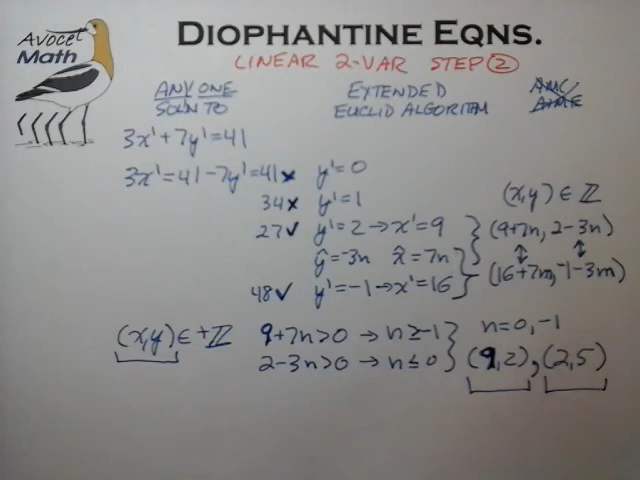 Avocet
Math
DIOPHANTINE EQNS.
LINEAR 2-VAR STEP ②
ANY ONE
SOLN TO
EXTENDED
EUCLID ALGORITHM
AMC
AIME
3x' + 7y' = 41
3x' = 41 - 7y' = 41 × y' = 0
34 × y' = 1
(x,y) ∈ ℤ
27 ✓ y' = 2 → x' = 9 } (9+7n, 2-3n)
ŷ = -3n x̂ = 7n
48 ✓ y' = -1 → x' = 16 } (16+7m, -1-3m)
(x,y) ∈ +ℤ 9+7n>0 → n ≥ -1 } n = 0, -1
2-3n>0 → n ≤ 0 } (9,2), (2,5)